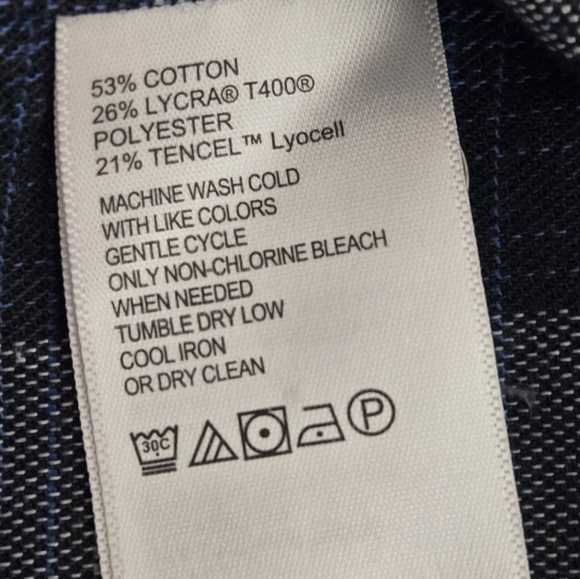 53% COTTON
26% LYCRA® T400®
POLYESTER
21% TENCEL™ Lyocell
MACHINE WASH COLD
WITH LIKE COLORS
GENTLE CYCLE
ONLY NON-CHLORINE BLEACH
WHEN NEEDED
TUMBLE DRY LOW
COOL IRON
OR DRY CLEAN
30C P